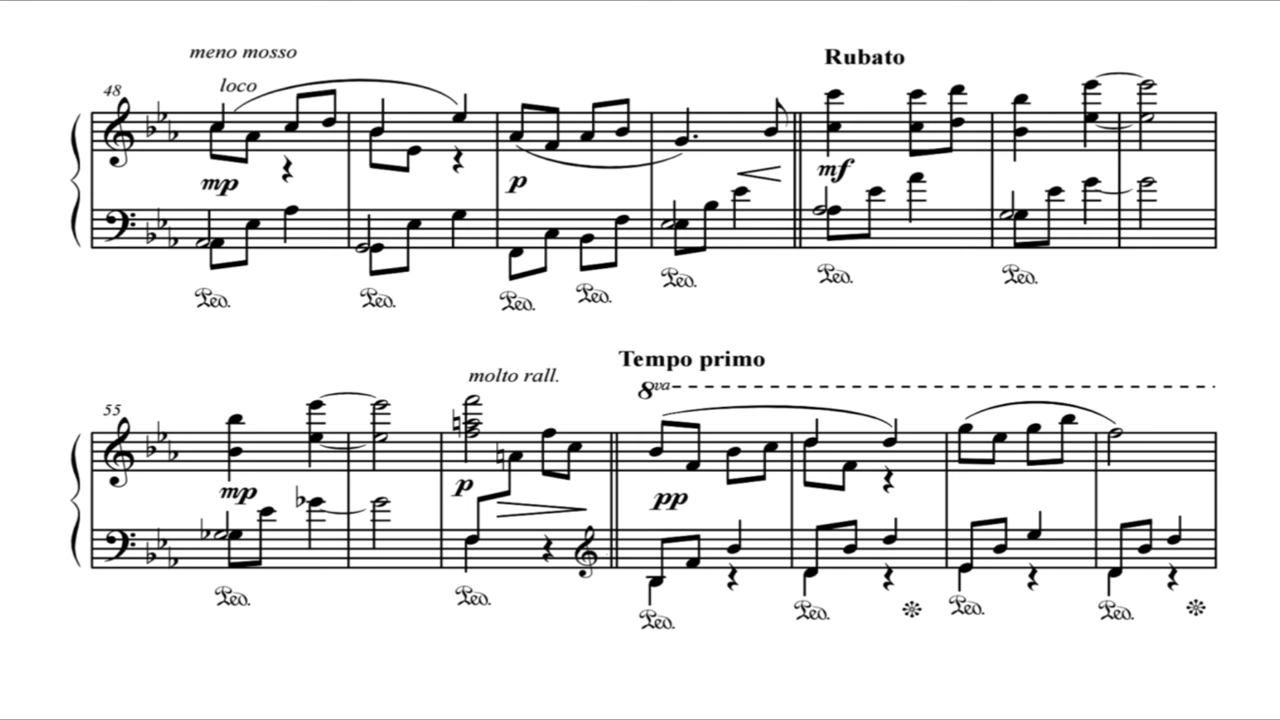 meno mosso
Rubato
48
loco
mp
p
mf
Ped. Ped. Ped. Ped. Ped. Ped. Ped.
Tempo primo
molto rall.
8va
55
mp
p
pp
Ped. Ped. Ped. Ped. Ped. Ped.